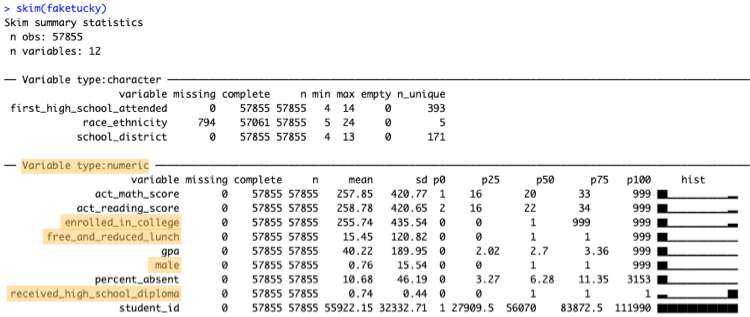 > skim(faketucky)
Skim summary statistics
n obs: 57855
n variables: 12
── Variable type:character ──
variable missing complete n min max empty n_unique
first_high_school_attended 0 57855 57855 4 14 0 393
race_ethnicity 794 57061 57855 5 24 0 5
school_district 0 57855 57855 4 13 0 171
── Variable type:numeric ──
variable missing complete n mean sd p0 p25 p50 p75 p100 hist
act_math_score 0 57855 57855 257.85 420.77 1 16 20 33 999
act_reading_score 0 57855 57855 258.78 420.65 2 16 22 34 999
enrolled_in_college 0 57855 57855 255.74 435.54 0 0 1 999 999
free_and_reduced_lunch 0 57855 57855 15.45 120.82 0 0 1 1 999
gpa 0 57855 57855 40.22 189.95 0 2.02 2.7 3.36 999
male 0 57855 57855 0.76 15.54 0 0 1 1 999
percent_absent 0 57855 57855 10.68 46.19 0 3.27 6.28 11.35 3153
received_high_school_diploma 0 57855 57855 0.74 0.44 0 0 1 1 1
student_id 0 57855 57855 55922.15 32332.71 1 27909.5 56070 83872.5 111990